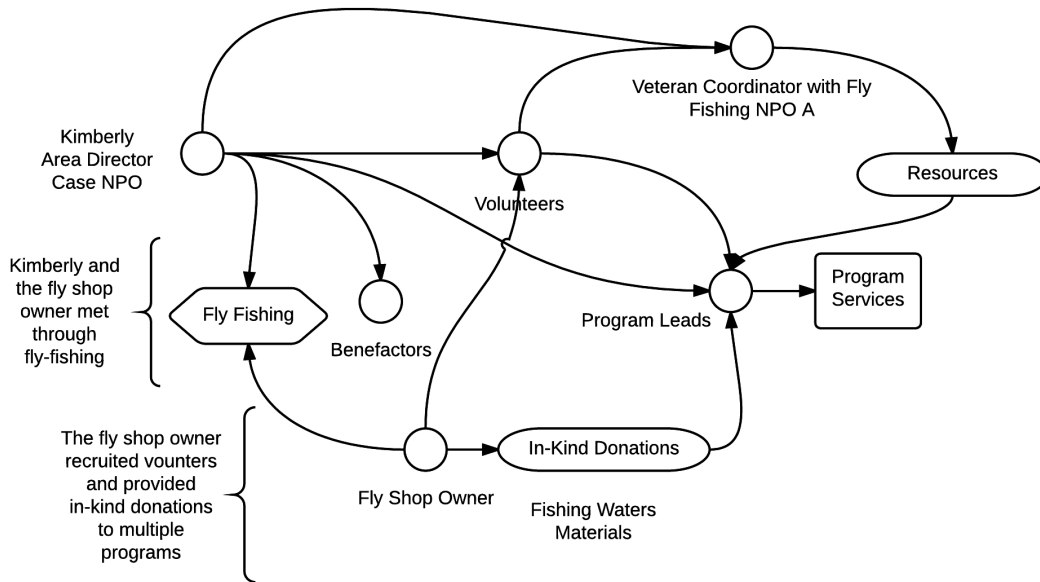 Veteran Coordinator with Fly
Fishing NPO A
Kimberly
Area Director
Case NPO
Resources
Volunteers
Kimberly and
the fly shop
owner met
through
fly-fishing
Fly Fishing
Benefactors
Program Leads
Program
Services
The fly shop owner
recruited vounters
and provided
in-kind donations
to multiple
programs
Fly Shop Owner
In-Kind Donations
Fishing Waters
Materials